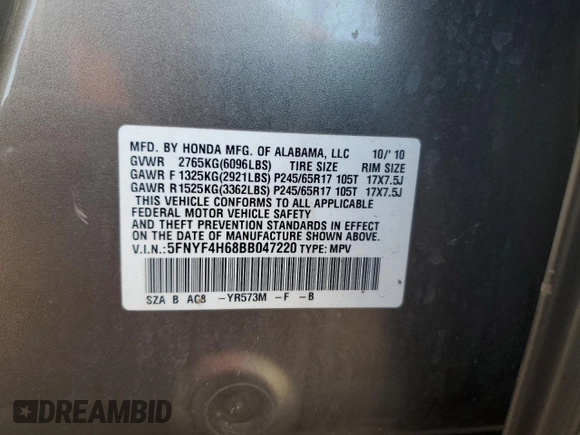 MFD. BY HONDA MFG. OF ALABAMA, LLC 10/'10
GVWR 2765KG(6096LBS) TIRE SIZE RIM SIZE
GAWR F 1325KG(2921LBS) P245/65R17 105T 17X7.5J
GAWR R 1525KG(3362LBS) P245/65R17 105T 17X7.5J
THIS VEHICLE CONFORMS TO ALL APPLICABLE
FEDERAL MOTOR VEHICLE SAFETY
AND THEFT PREVENTION STANDARDS IN EFFECT
ON THE DATE OF MANUFACTURE SHOWN ABOVE.
V.I.N.:5FNYF4H68BB047220 TYPE: MPV
SZA B AC8 -YR573M -F -B
DREAMBID